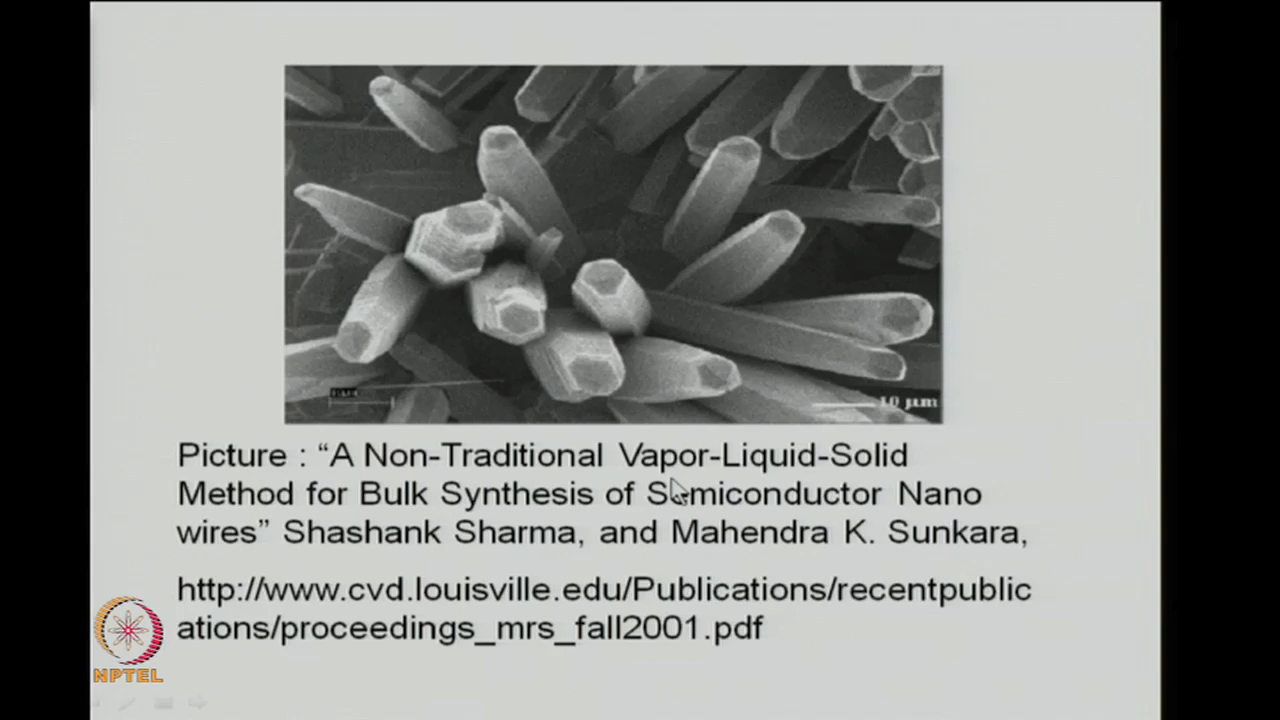 10 µm
Picture : “A Non-Traditional Vapor-Liquid-Solid
Method for Bulk Synthesis of Semiconductor Nano
wires” Shashank Sharma, and Mahendra K. Sunkara,
http://www.cvd.louisville.edu/Publications/recentpublic
ations/proceedings_mrs_fall2001.pdf
NPTEL